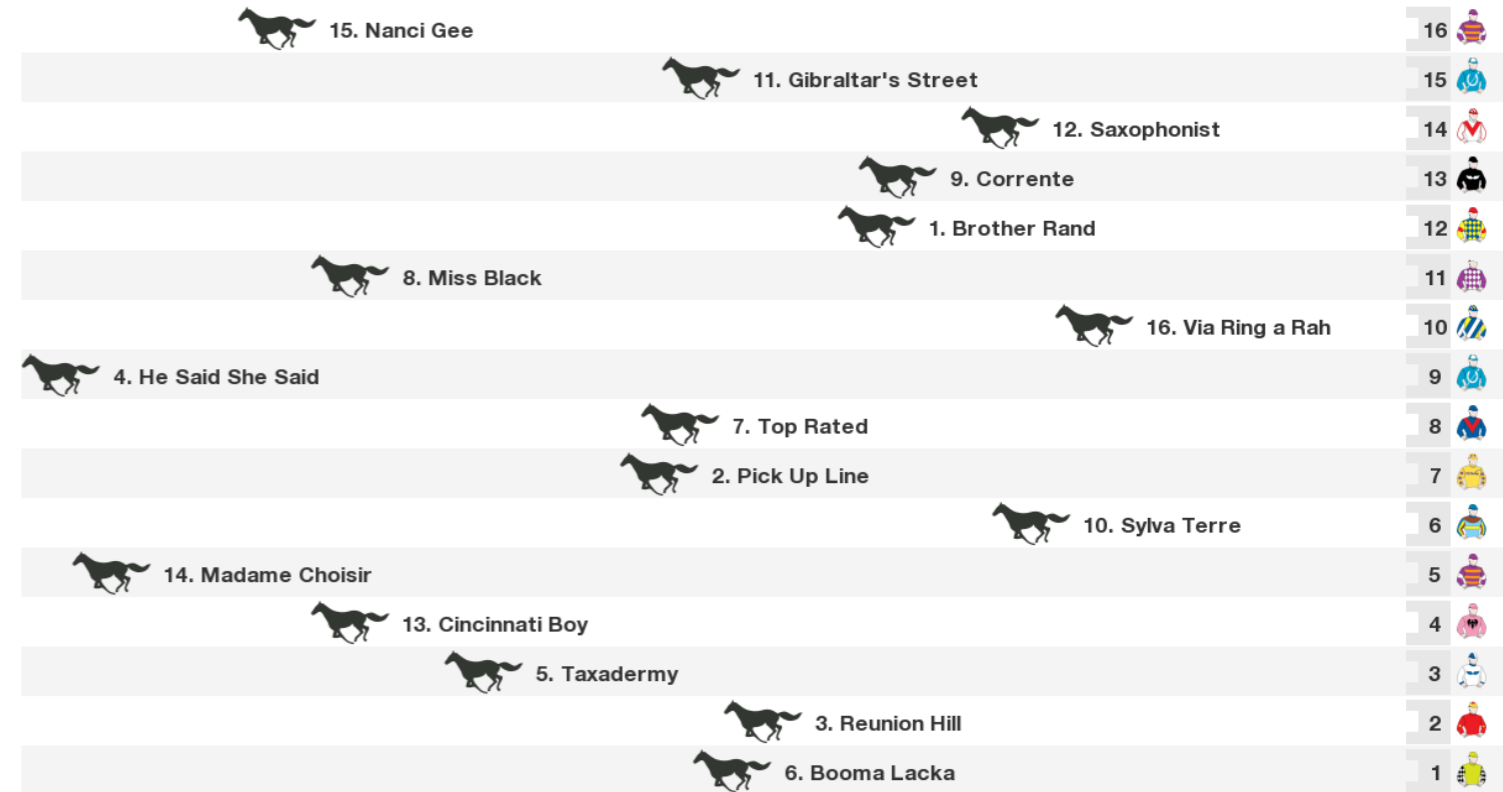 15. Nanci Gee 16
11. Gibraltar's Street 15
12. Saxophonist 14
9. Corrente 13
1. Brother Rand 12
8. Miss Black 11
16. Via Ring a Rah 10
4. He Said She Said 9
7. Top Rated 8
2. Pick Up Line 7
10. Sylva Terre 6
14. Madame Choisir 5
13. Cincinnati Boy 4
5. Taxadermy 3
3. Reunion Hill 2
6. Booma Lacka 1